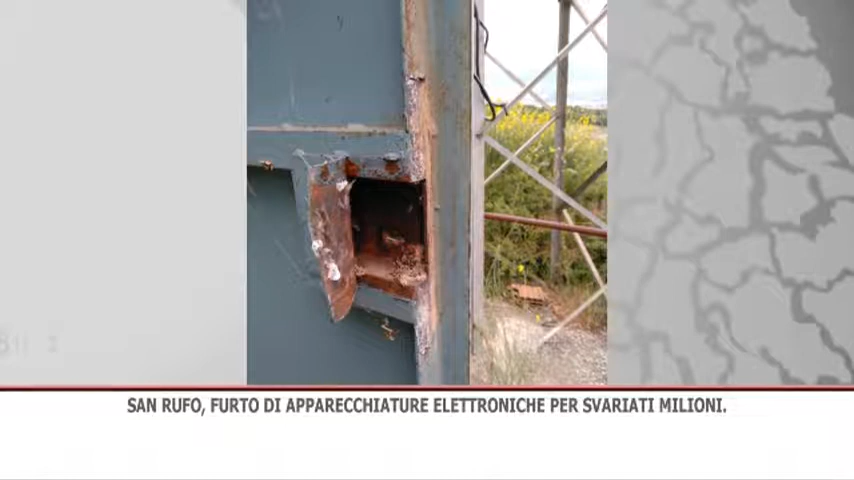 SAN RUFO, FURTO DI APPARECCHIATURE ELETTRONICHE PER SVARIATI MILIONI.